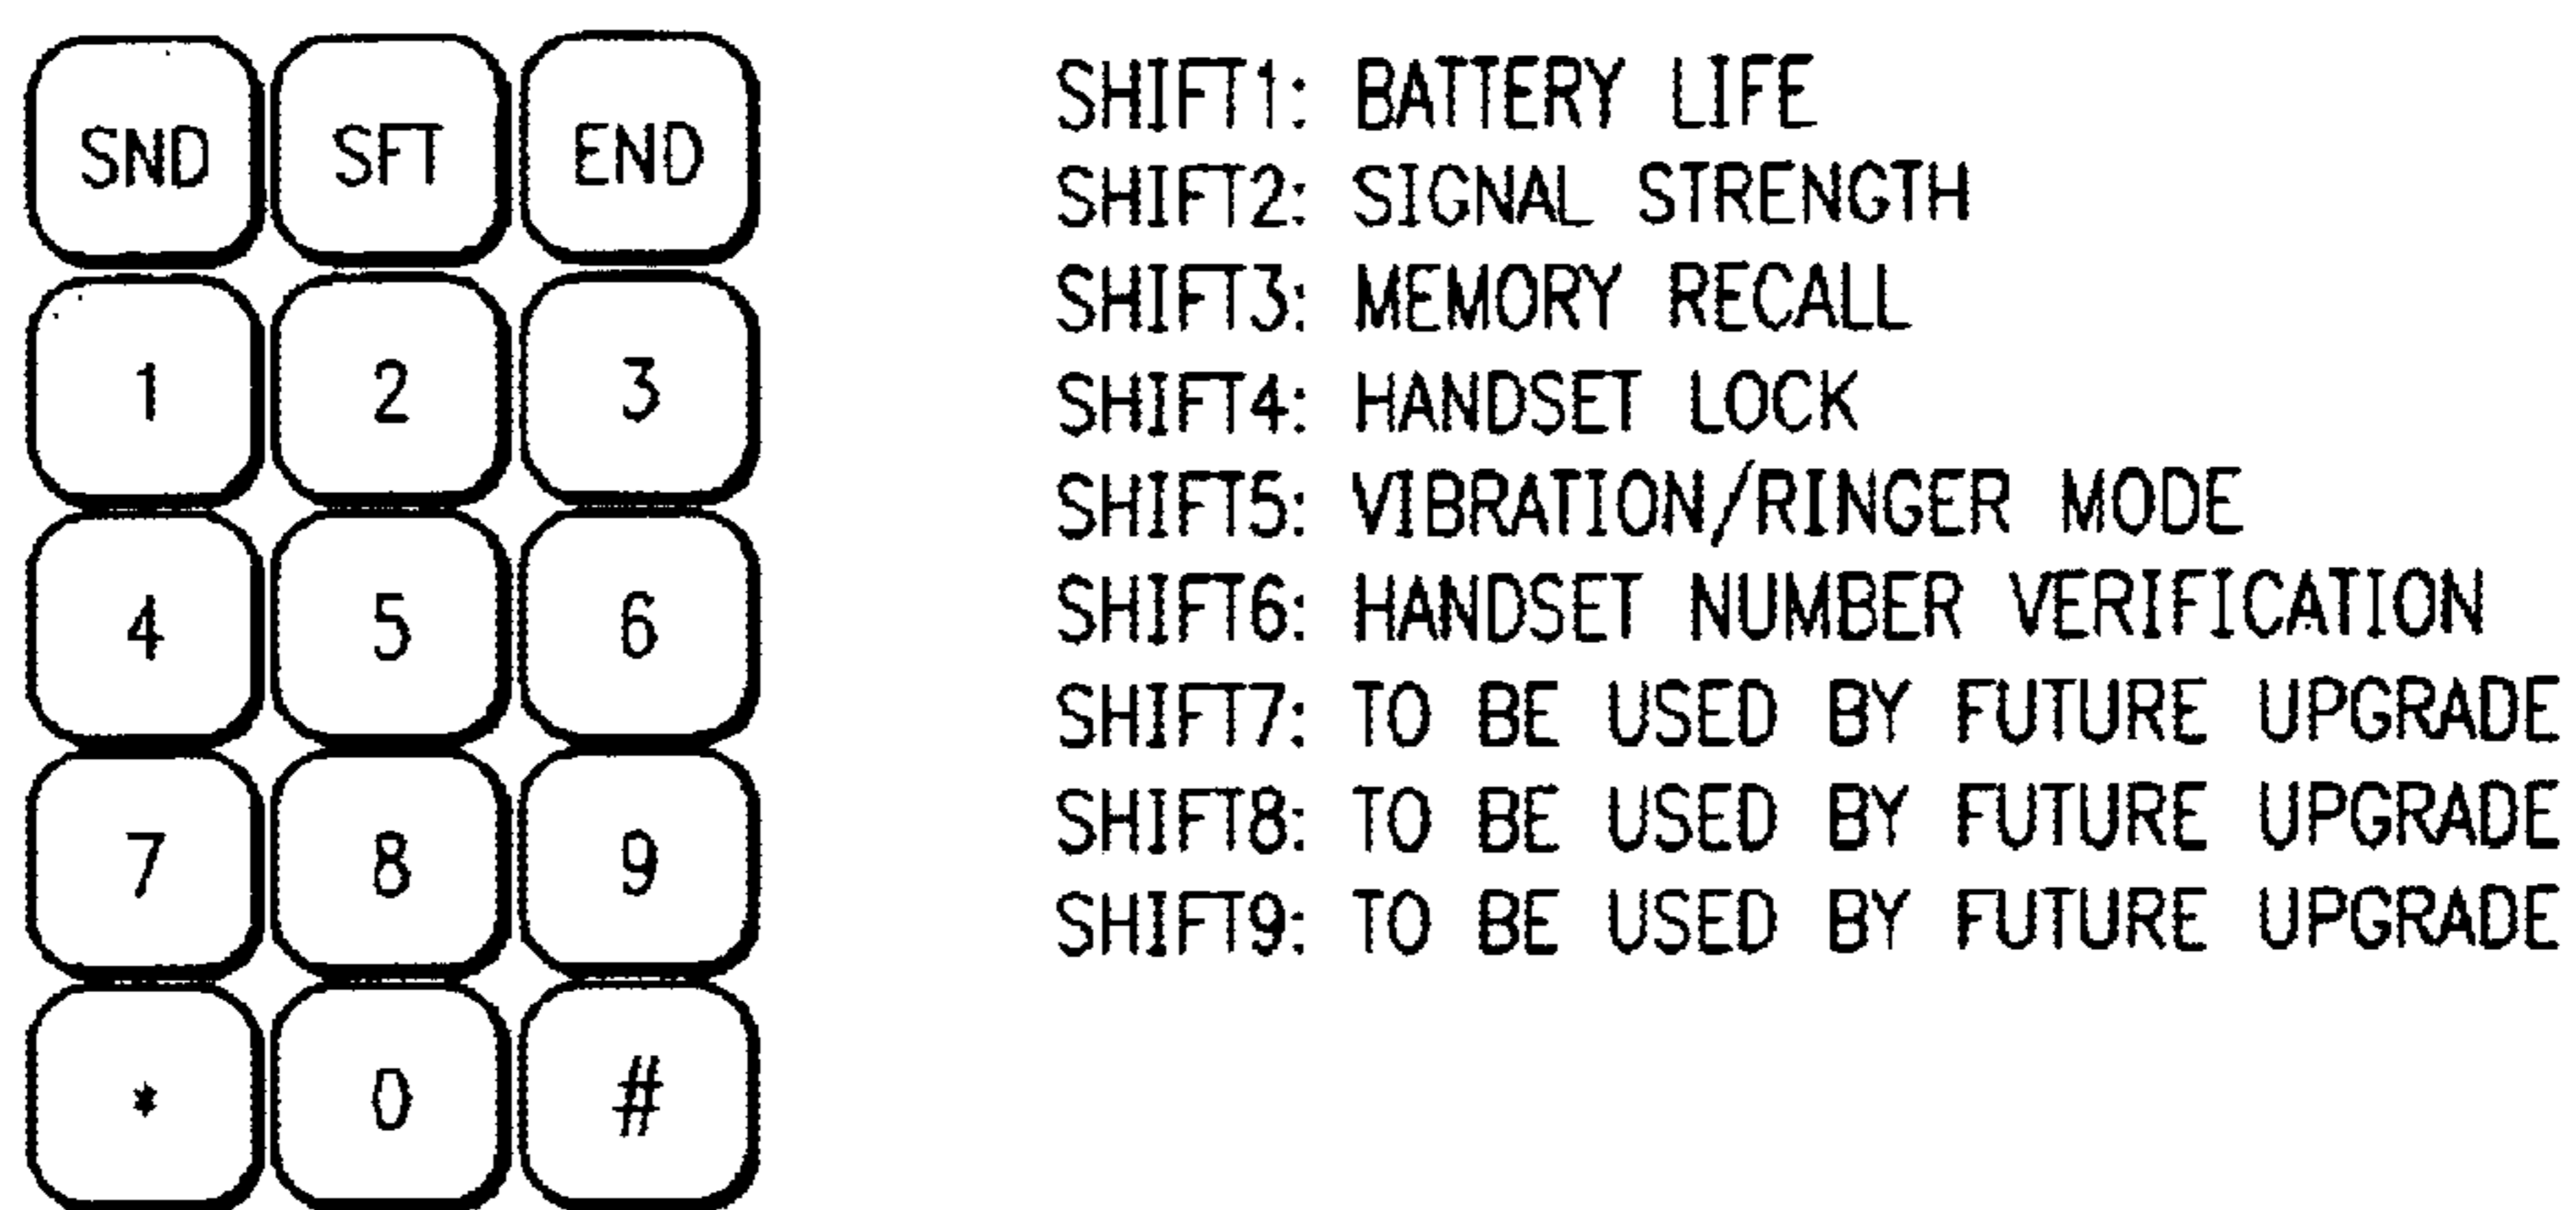 SND SFT END
1 2 3
4 5 6
7 8 9
* 0 #
SHIFT1: BATTERY LIFE
SHIFT2: SIGNAL STRENGTH
SHIFT3: MEMORY RECALL
SHIFT4: HANDSET LOCK
SHIFT5: VIBRATION/RINGER MODE
SHIFT6: HANDSET NUMBER VERIFICATION
SHIFT7: TO BE USED BY FUTURE UPGRADE
SHIFT8: TO BE USED BY FUTURE UPGRADE
SHIFT9: TO BE USED BY FUTURE UPGRADE